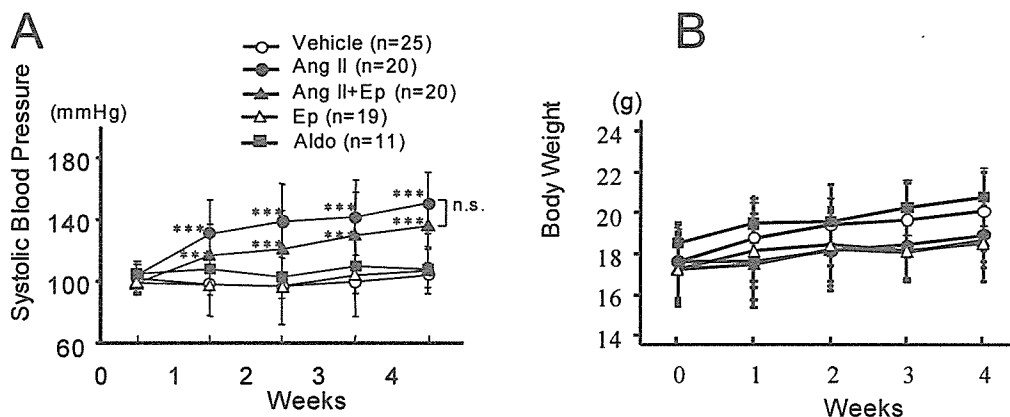 A
Vehicle (n=25)
Ang II (n=20)
Ang II+Ep (n=20)
Ep (n=19)
Aldo (n=11)
Systolic Blood Pressure
(mmHg)
180
140
100
60
***
***
***
***
**
***
***
***
n.s.
0 1 2 3 4
Weeks
B
Body Weight
(g)
24
22
20
18
16
14
0 1 2 3 4
Weeks